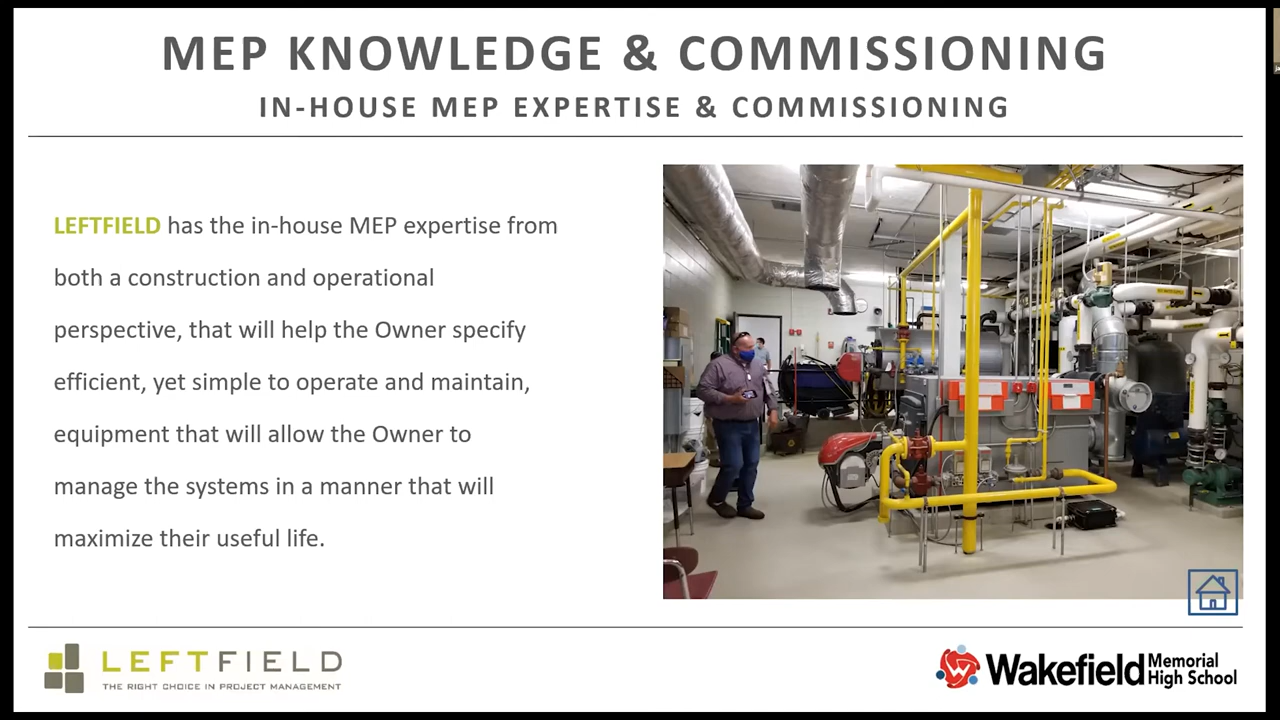 MEP KNOWLEDGE & COMMISSIONING
IN-HOUSE MEP EXPERTISE & COMMISSIONING
LEFTFIELD has the in-house MEP expertise from
both a construction and operational
perspective, that will help the Owner specify
efficient, yet simple to operate and maintain,
equipment that will allow the Owner to
manage the systems in a manner that will
maximize their useful life.
LEFTFIELD
THE RIGHT CHOICE IN PROJECT MANAGEMENT
Wakefield Memorial
High School